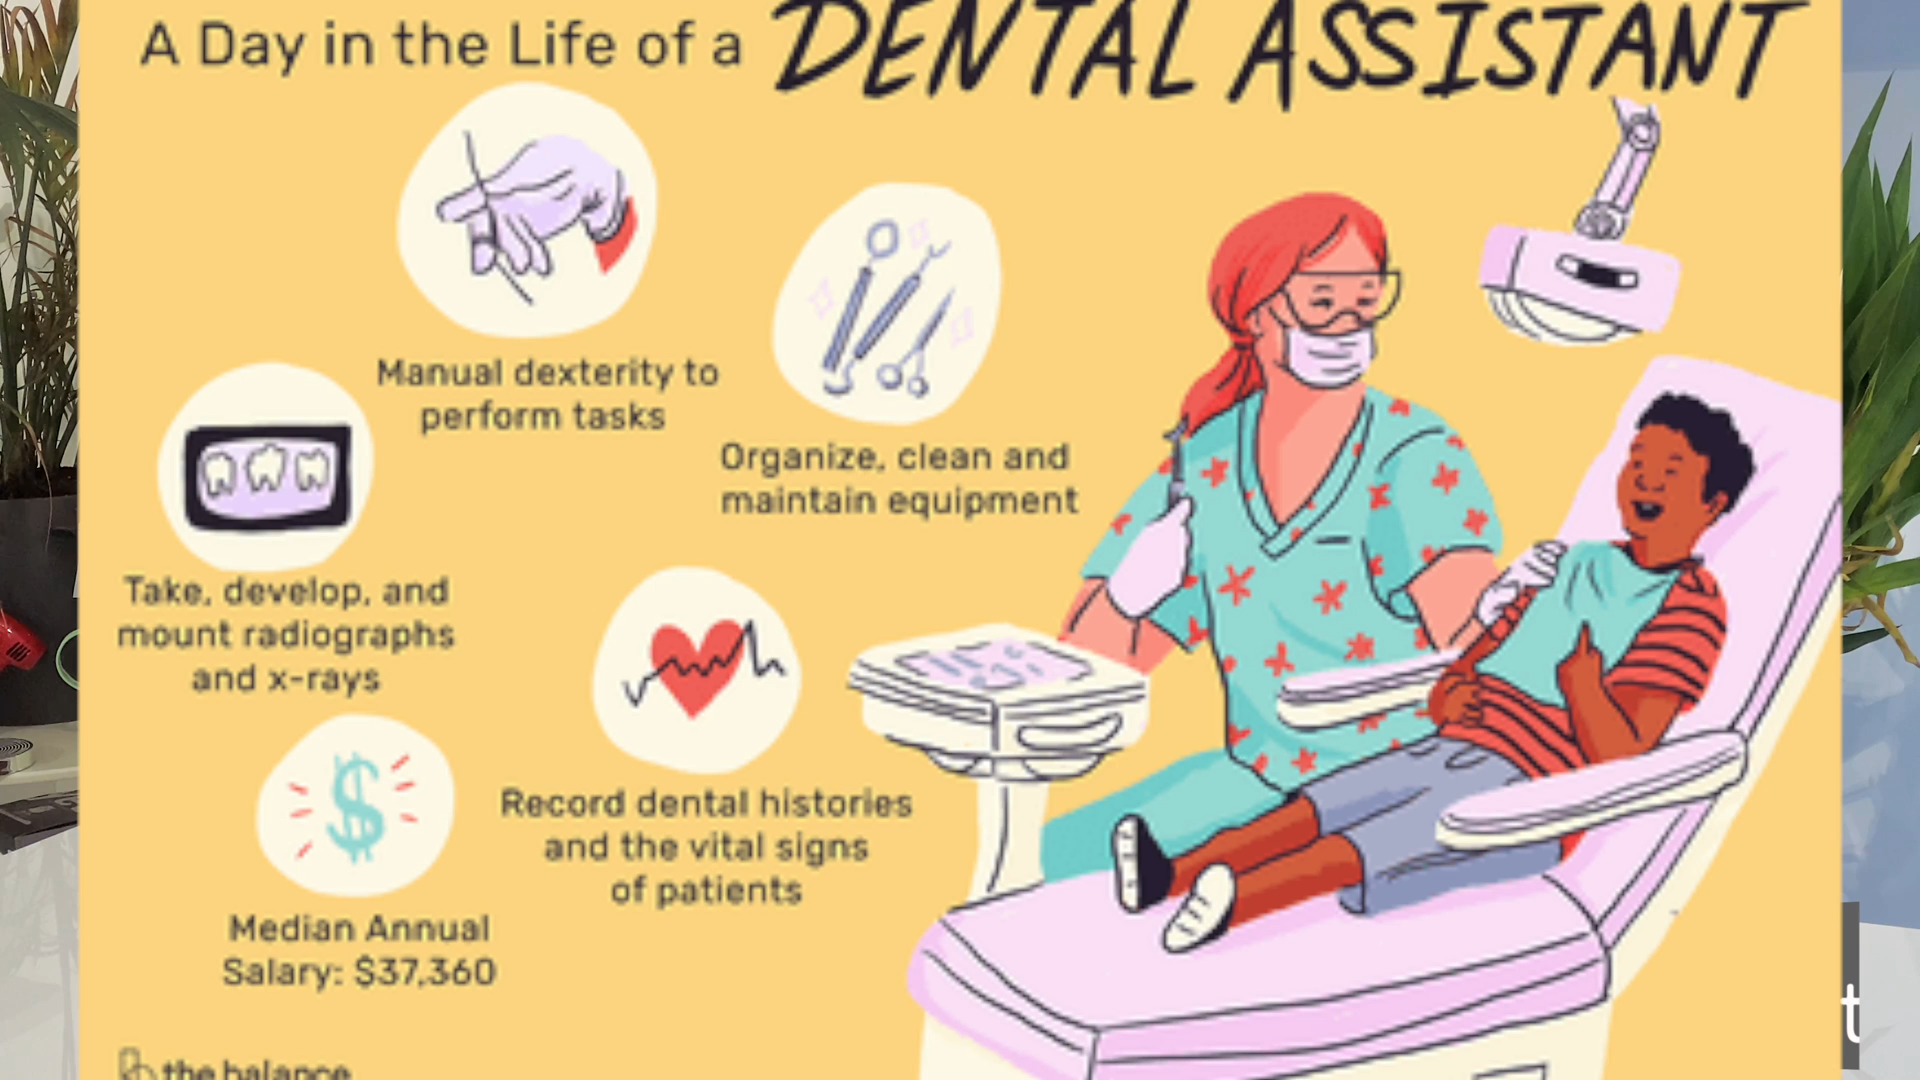 A Day in the Life of a DENTAL ASSISTANT
Manual dexterity to
perform tasks
Organize, clean and
maintain equipment
Take, develop, and
mount radiographs
and x-rays
Record dental histories
and the vital signs
of patients
Median Annual
Salary: $37,360
the balance
t